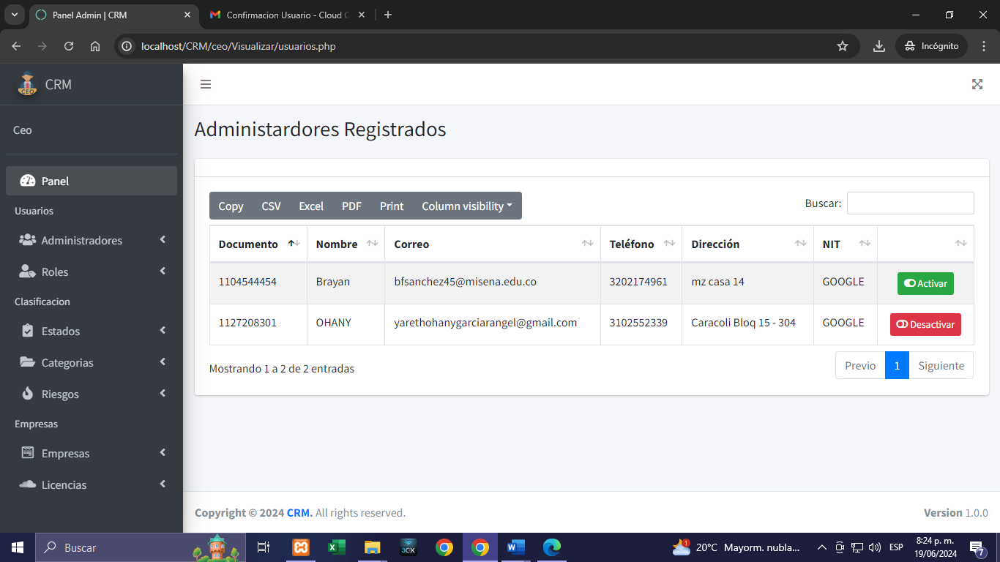 Panel Admin | CRM
Confirmacion Usuario - Cloud
localhost/CRM/ceo/Visualizar/usuarios.php
Incógnito
CEO
CRM
Ceo
Panel
Usuarios
Administradores
Roles
Clasificacion
Estados
Categorias
Riesgos
Empresas
Empresas
Licencias
Administardores Registrados
Copy CSV Excel PDF Print Column visibility
Buscar:
Documento Nombre Correo Teléfono Dirección NIT
1104544454 Brayan bfsanchez45@misena.edu.co 3202174961 mz casa 14 GOOGLE Activar
1127208301 OHANY yarethohanygarciarangel@gmail.com 3102552339 Caracoli Bloq 15 - 304 GOOGLE Desactivar
Mostrando 1 a 2 de 2 entradas
Previo 1 Siguiente
Copyright © 2024 CRM. All rights reserved.
Version 1.0.0
Buscar
3CX
1
20°C Mayorm. nubla...
ESP
8:24 p. m.
19/06/2024
7